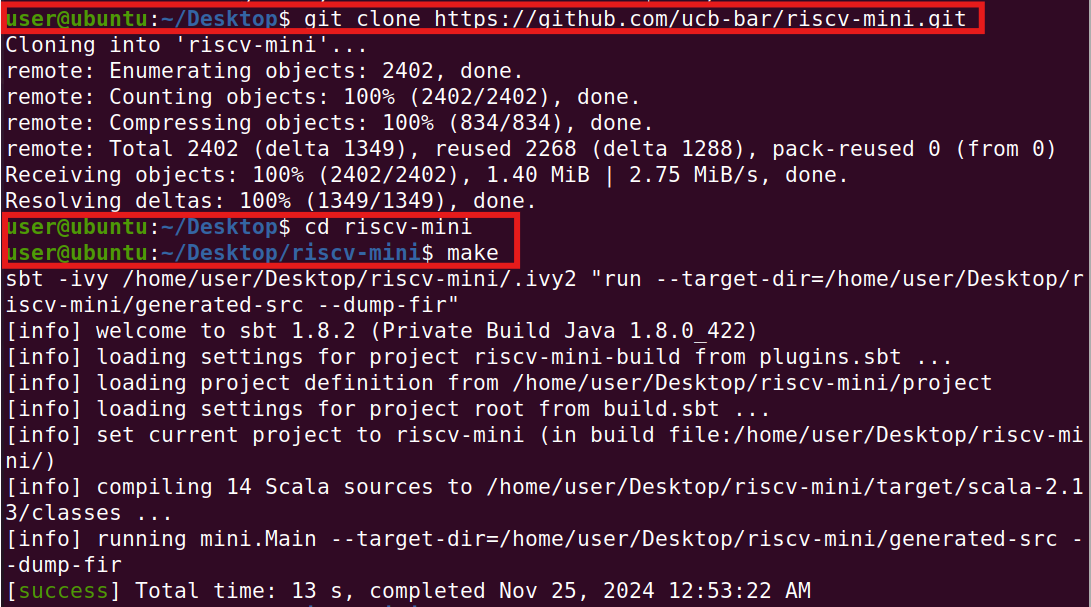 user@ubuntu:~/Desktop$ git clone https://github.com/ucb-bar/riscv-mini.git
Cloning into 'riscv-mini'...
remote: Enumerating objects: 2402, done.
remote: Counting objects: 100% (2402/2402), done.
remote: Compressing objects: 100% (834/834), done.
remote: Total 2402 (delta 1349), reused 2268 (delta 1288), pack-reused 0 (from 0)
Receiving objects: 100% (2402/2402), 1.40 MiB | 2.75 MiB/s, done.
Resolving deltas: 100% (1349/1349), done.
user@ubuntu:~/Desktop$ cd riscv-mini
user@ubuntu:~/Desktop/riscv-mini$ make
sbt -ivy /home/user/Desktop/riscv-mini/.ivy2 "run --target-dir=/home/user/Desktop/r
iscv-mini/generated-src --dump-fir"
[info] welcome to sbt 1.8.2 (Private Build Java 1.8.0_422)
[info] loading settings for project riscv-mini-build from plugins.sbt ...
[info] loading project definition from /home/user/Desktop/riscv-mini/project
[info] loading settings for project root from build.sbt ...
[info] set current project to riscv-mini (in build file:/home/user/Desktop/riscv-mi
ni/)
[info] compiling 14 Scala sources to /home/user/Desktop/riscv-mini/target/scala-2.1
3/classes ...
[info] running mini.Main --target-dir=/home/user/Desktop/riscv-mini/generated-src -
-dump-fir
[success] Total time: 13 s, completed Nov 25, 2024 12:53:22 AM